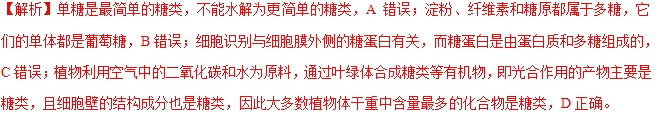 【解析】单糖是最简单的糖类，不能水解为更简单的糖类，A 错误；淀粉、纤维素和糖原都属于多糖，它
们的单体都是葡萄糖，B 错误；细胞识别与细胞膜外侧的糖蛋白有关，而糖蛋白是由蛋白质和多糖组成的，
C 错误；植物利用空气中的二氧化碳和水为原料，通过叶绿体合成糖类等有机物，即光合作用的产物主要是
糖类，且细胞壁的结构成分也是糖类，因此大多数植物体干重中含量最多的化合物是糖类，D 正确。